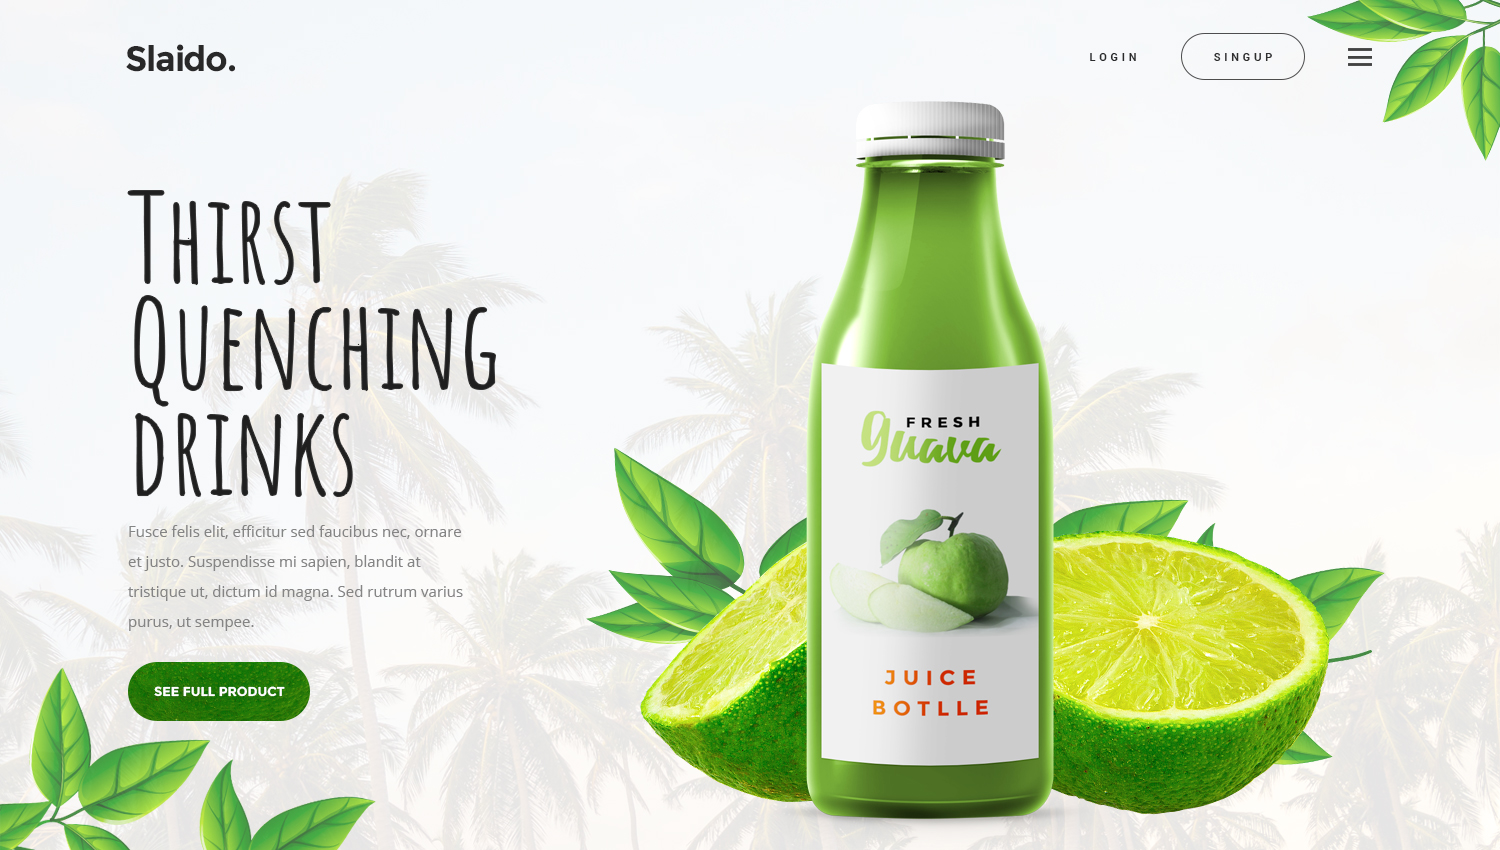 Slaido.
LOGIN
SINGUP
Thirst
Quenching
drinks
Fusce felis elit, efficitur sed faucibus nec, ornare
et justo. Suspendisse mi sapien, blandit at
tristique ut, dictum id magna. Sed rutrum varius
purus, ut sempee.
SEE FULL PRODUCT
FRESH
guava
JUICE
BOTLLE